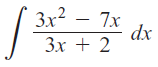 ∫ (3x² − 7x)/(3x + 2) dx